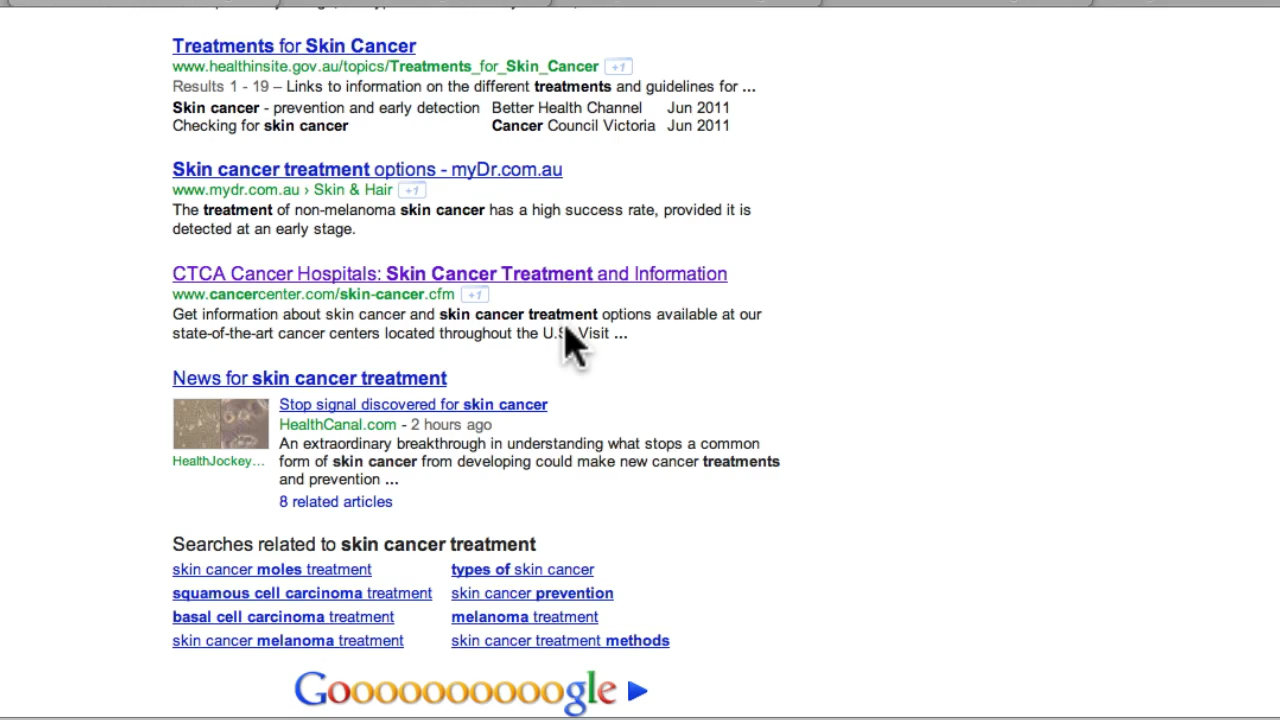 Treatments for Skin Cancer
www.healthinsite.gov.au/topics/Treatments_for_Skin_Cancer +1
Results 1 - 19 – Links to information on the different treatments and guidelines for ...
Skin cancer - prevention and early detection Better Health Channel Jun 2011
Checking for skin cancer Cancer Council Victoria Jun 2011
Skin cancer treatment options - myDr.com.au
www.mydr.com.au › Skin & Hair +1
The treatment of non-melanoma skin cancer has a high success rate, provided it is
detected at an early stage.
CTCA Cancer Hospitals: Skin Cancer Treatment and Information
www.cancercenter.com/skin-cancer.cfm +1
Get information about skin cancer and skin cancer treatment options available at our
state-of-the-art cancer centers located throughout the U.S. Visit ...
News for skin cancer treatment
Stop signal discovered for skin cancer
HealthCanal.com - 2 hours ago
An extraordinary breakthrough in understanding what stops a common
form of skin cancer from developing could make new cancer treatments
and prevention ...
HealthJockey...
8 related articles
Searches related to skin cancer treatment
skin cancer moles treatment types of skin cancer
squamous cell carcinoma treatment skin cancer prevention
basal cell carcinoma treatment melanoma treatment
skin cancer melanoma treatment skin cancer treatment methods
Goooooooooogle